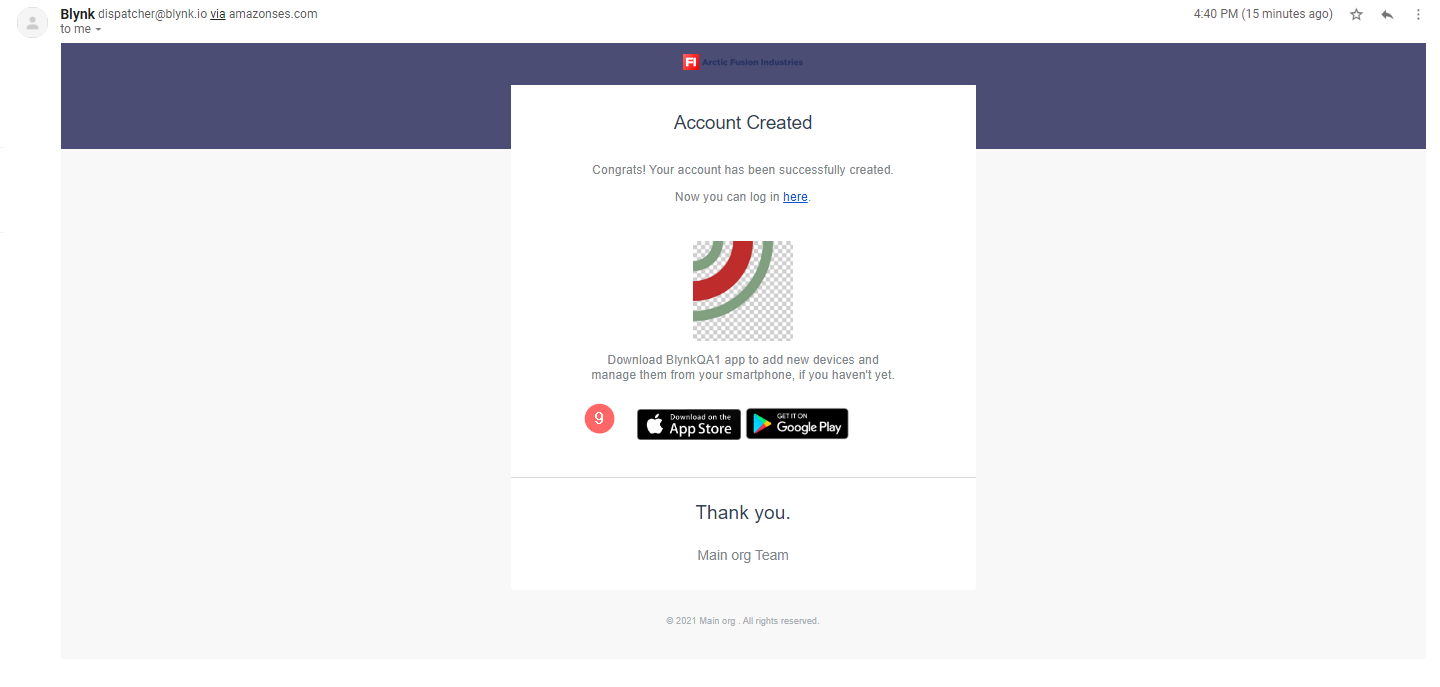 Blynk dispatcher@blynk.io via amazonses.com
4:40 PM (15 minutes ago)
to me
FI Arctic Fusion Industries
Account Created
Congrats! Your account has been successfully created.
Now you can log in here.
Download BlynkQA1 app to add new devices and
manage them from your smartphone, if you haven't yet.
9
Download on the
App Store
GET IT ON
Google Play
Thank you.
Main org Team
© 2021 Main org . All rights reserved.